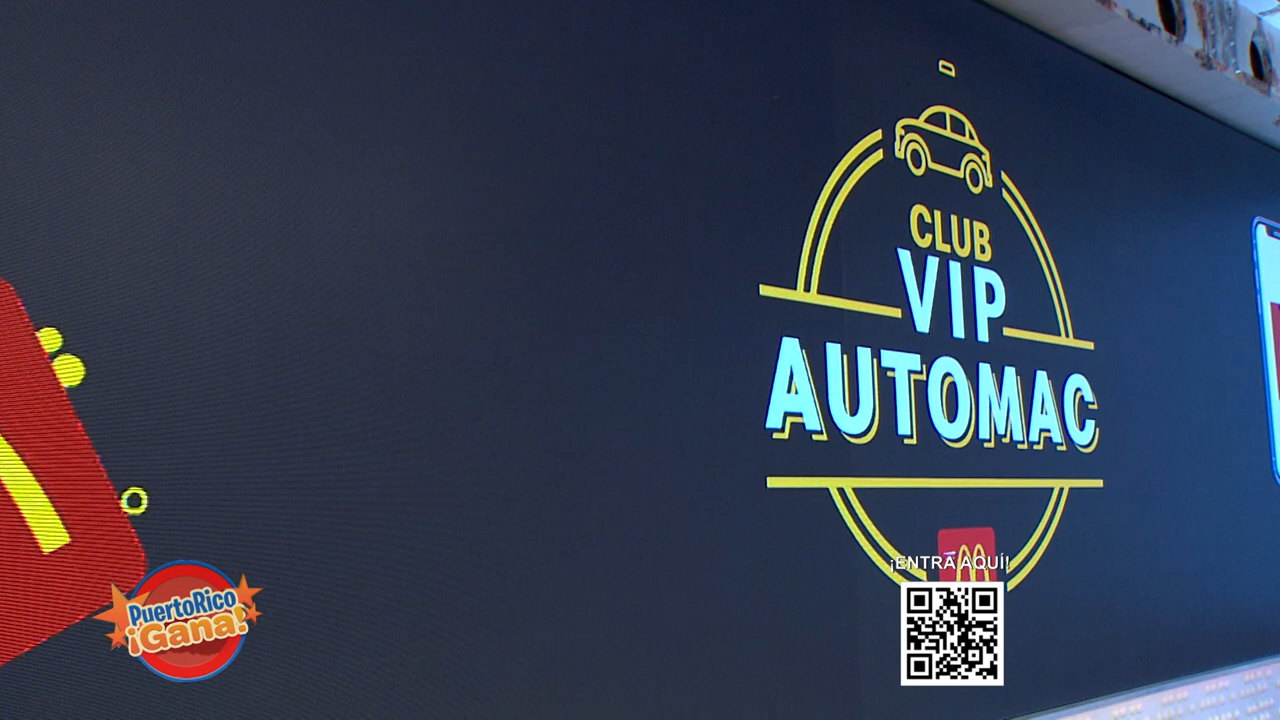 CLUB
VIP
AUTOMAC
¡ENTRA AQUÍ!
PuertoRico
¡Gana!